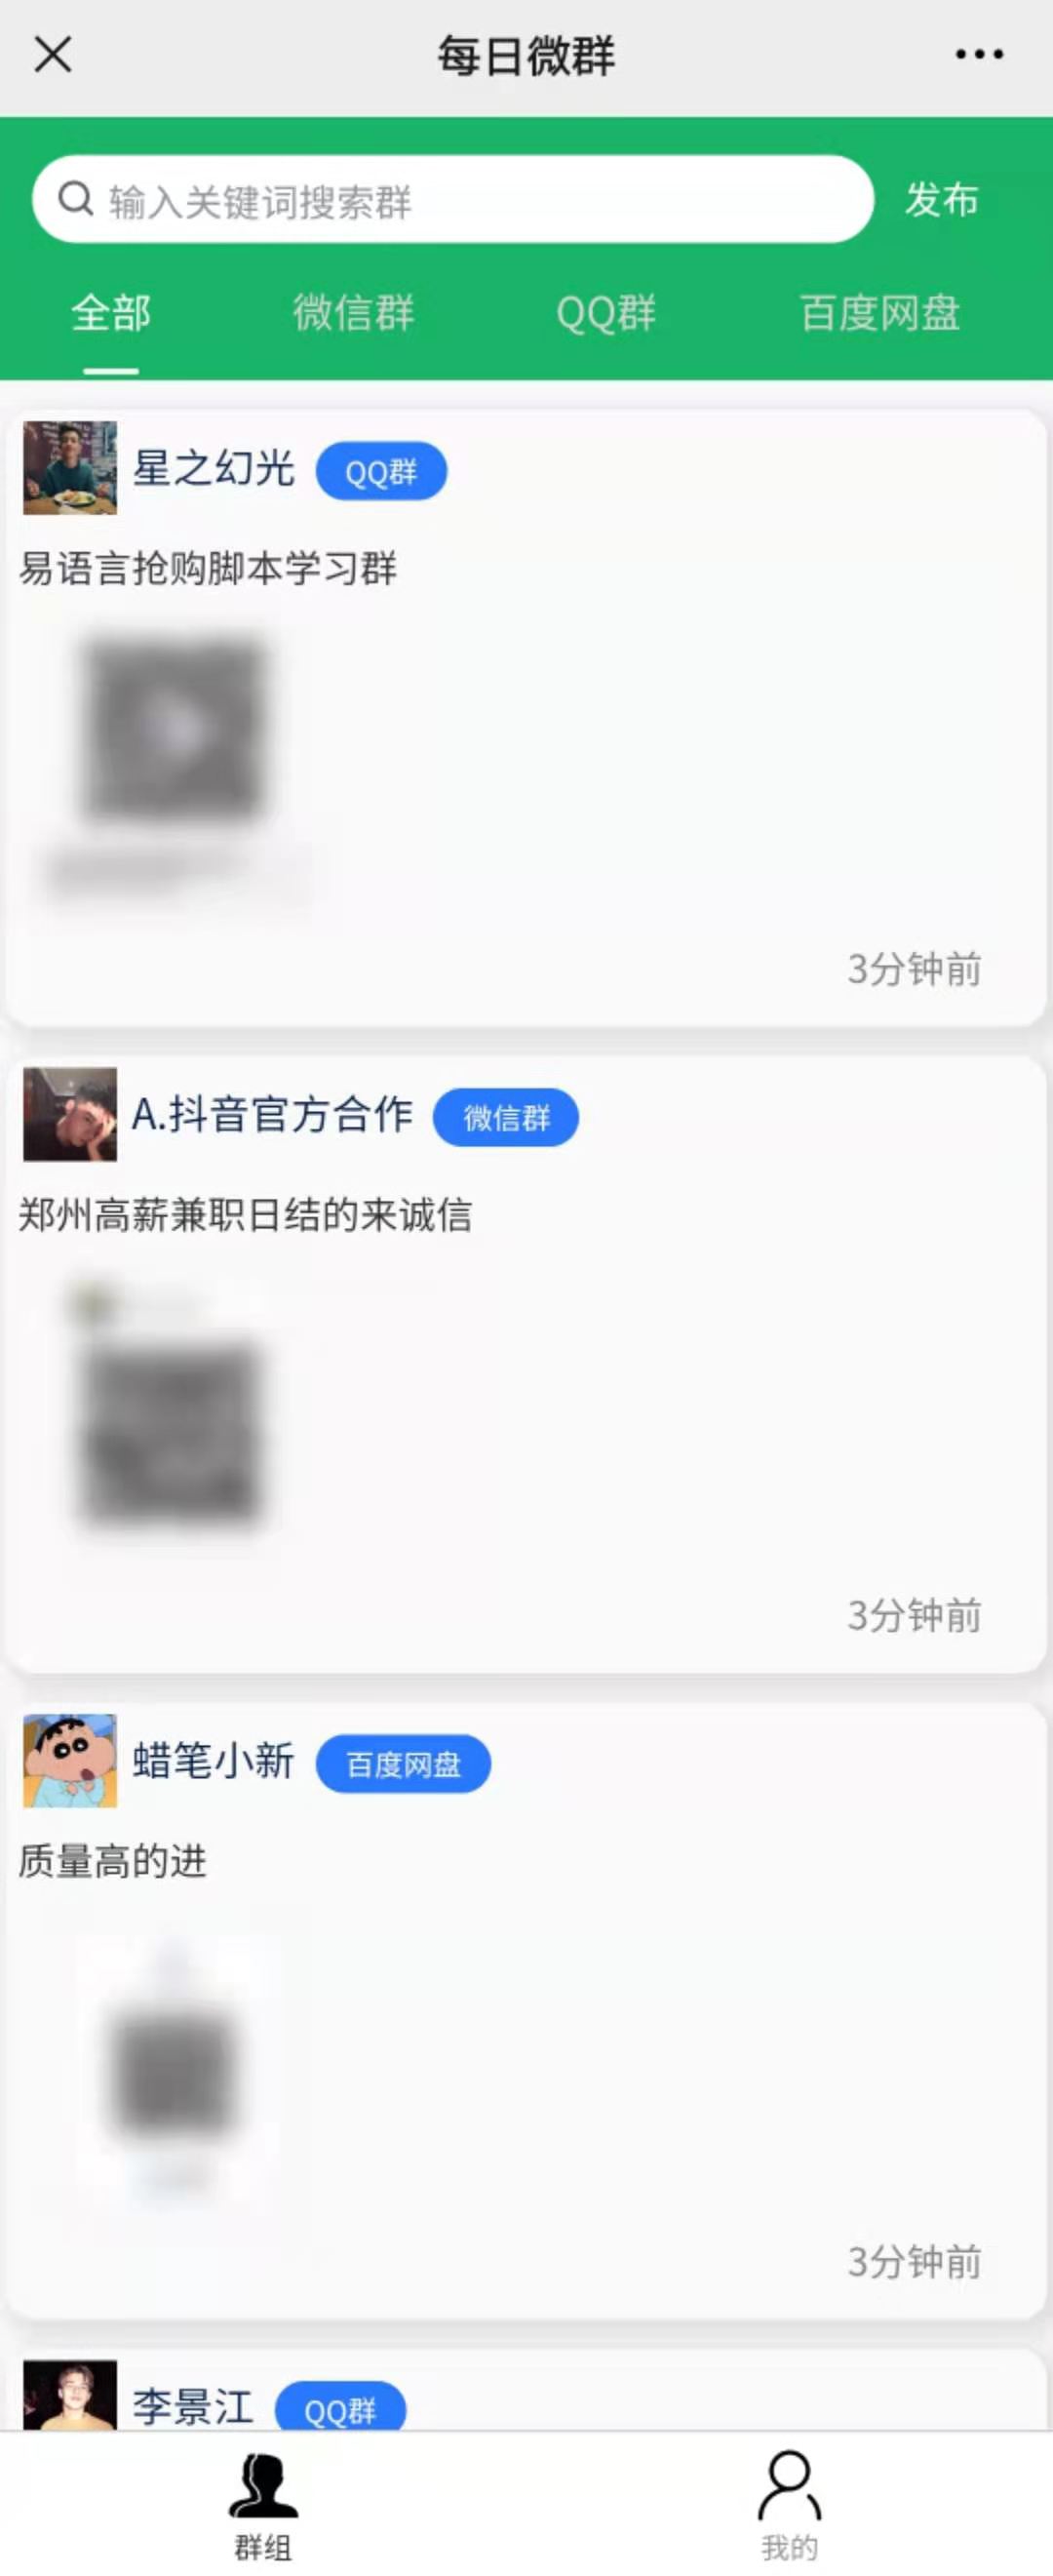 每日微群
输入关键词搜索群
发布
全部 微信群 QQ群 百度网盘
星之幻光 QQ群
易语言抢购脚本学习群
3分钟前
A.抖音官方合作 微信群
郑州高薪兼职日结的来诚信
3分钟前
蜡笔小新 百度网盘
质量高的进
3分钟前
李景江 QQ群
群组 我的